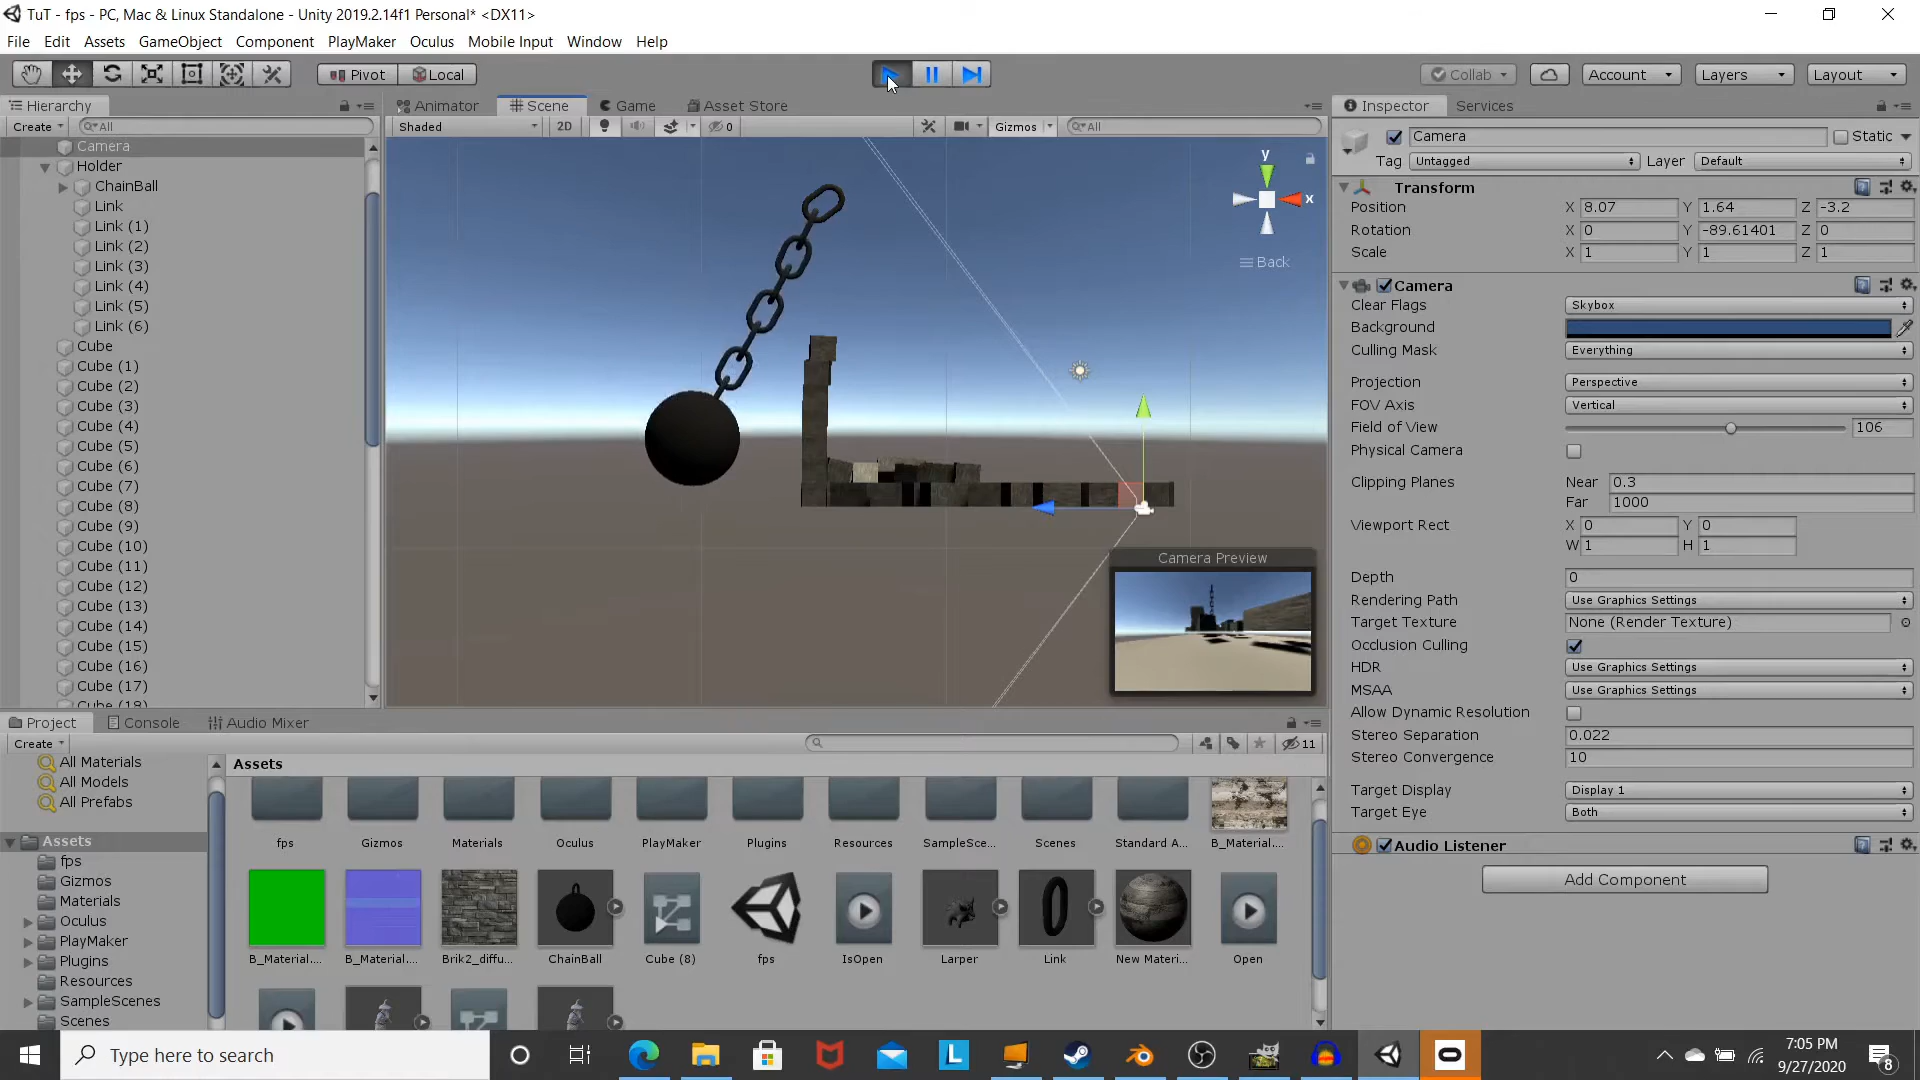 TuT - fps - PC, Mac & Linux Standalone - Unity 2019.2.14f1 Personal* <DX11>
File Edit Assets GameObject Component PlayMaker Oculus Mobile Input Window Help
Pivot Local Collab Account Layers Layout
Hierarchy
Create All
Camera
Holder
ChainBall
Link
Link (1)
Link (2)
Link (3)
Link (4)
Link (5)
Link (6)
Cube
Cube (1)
Cube (2)
Cube (3)
Cube (4)
Cube (5)
Cube (6)
Cube (7)
Cube (8)
Cube (9)
Cube (10)
Cube (11)
Cube (12)
Cube (13)
Cube (14)
Cube (15)
Cube (16)
Cube (17)
Cube (18)
Animator Scene Game Asset Store
Shaded 2D 0 Gizmos All
y
x
Back
Camera Preview
Inspector Services
Camera Static
Tag Untagged Layer Default
Transform
Position X 8.07 Y 1.64 Z -3.2
Rotation X 0 Y -89.61401 Z 0
Scale X 1 Y 1 Z 1
Camera
Clear Flags Skybox
Background
Culling Mask Everything
Projection Perspective
FOV Axis Vertical
Field of View 106
Physical Camera
Clipping Planes Near 0.3
Far 1000
Viewport Rect X 0 Y 0
W 1 H 1
Depth 0
Rendering Path Use Graphics Settings
Target Texture None (Render Texture)
Occlusion Culling
HDR Use Graphics Settings
MSAA Use Graphics Settings
Allow Dynamic Resolution
Stereo Separation 0.022
Stereo Convergence 10
Target Display Display 1
Target Eye Both
Audio Listener
Add Component
Project Console Audio Mixer
Create 11
All Materials
All Models
All Prefabs
Assets
fps
Gizmos
Materials
Oculus
PlayMaker
Plugins
Resources
SampleScenes
Scenes
Assets
fps Gizmos Materials Oculus PlayMaker Plugins Resources SampleSce... Scenes Standard A... B_Material....
B_Material.... B_Material.... Brik2_diffu... ChainBall Cube (8) fps IsOpen Larper Link New Materi... Open
Type here to search
L
7:05 PM
9/27/2020
8